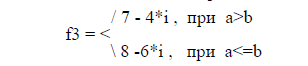 / 7 - 4*i , при a>b
f3 = <
\ 8 -6*i , при a<=b